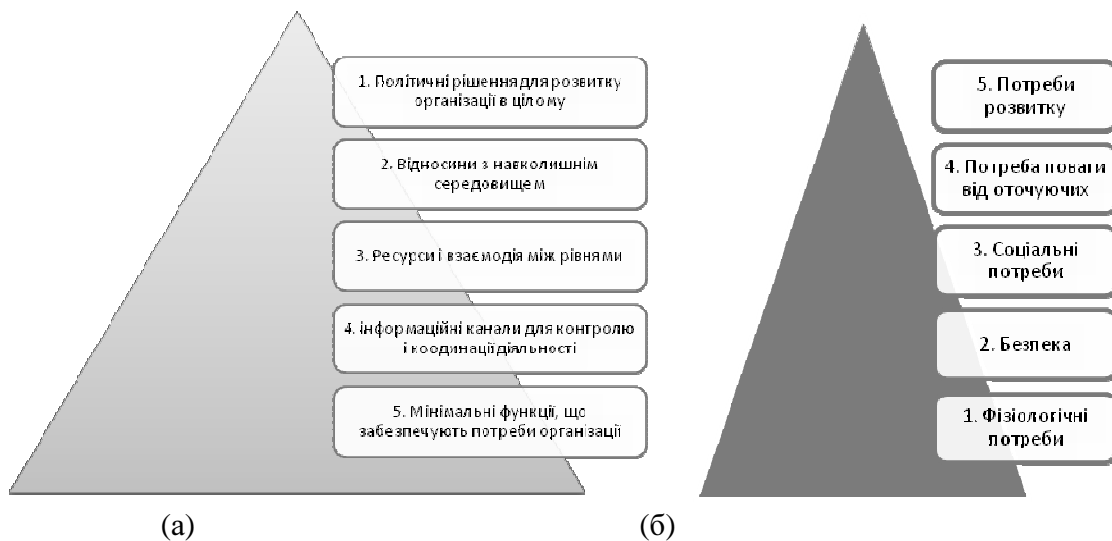 1. Політичні рішення для розвитку
організації в цілому
2. Відносини з навколишнім
середовищем
3. Ресурси і взаємодія між рівнями
4. Інформаційні канали для контролю
і координації діяльності
5. Мінімальні функції, що
забезпечують потреби організації
(а)
5. Потреби
розвитку
4. Потреба поваги
від оточуючих
3. Соціальні
потреби
2. Безпека
1. Фізіологічні
потреби
(б)